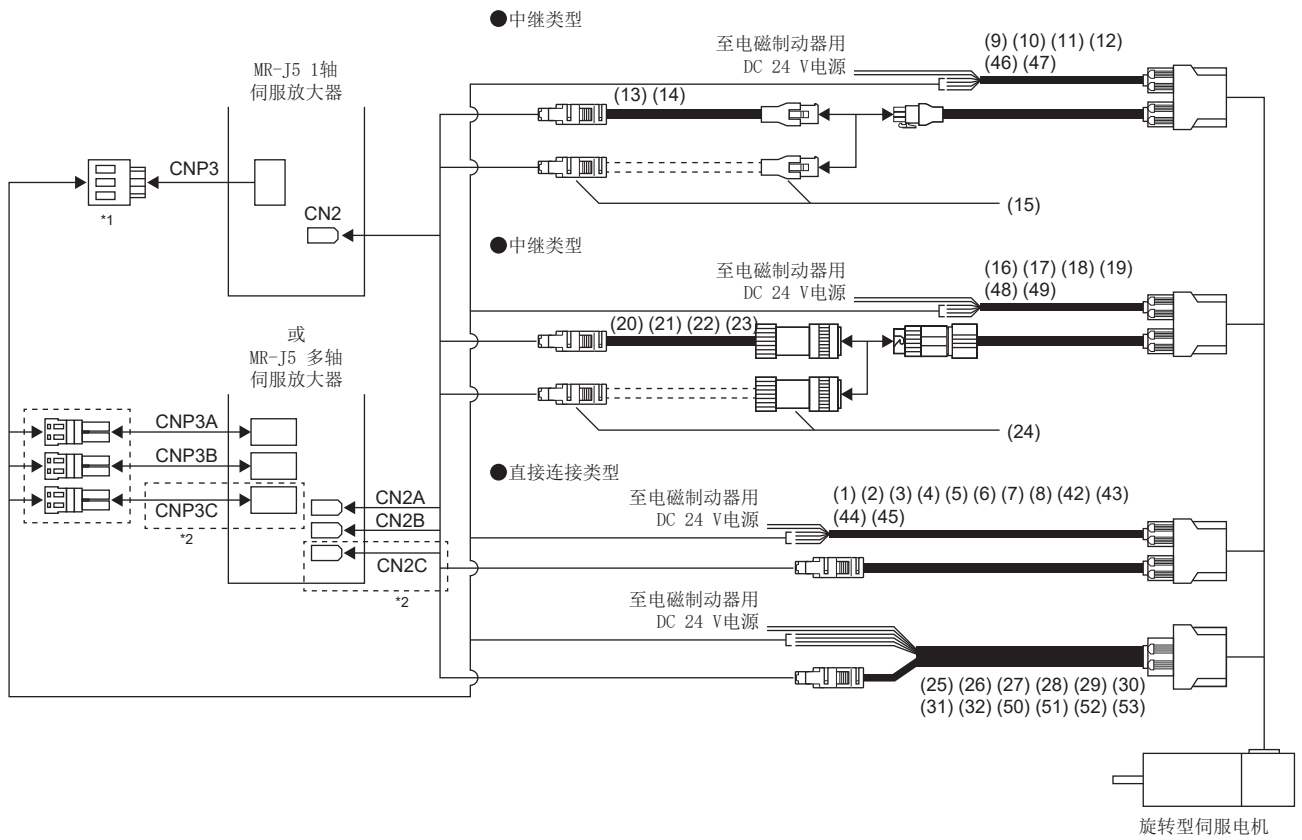 ●中继类型
至电磁制动器用
DC 24 V电源
(9) (10) (11) (12)
(46) (47)
MR-J5 1轴
伺服放大器
(13) (14)
CNP3
*1
CN2
(15)
●中继类型
至电磁制动器用
DC 24 V电源
(16) (17) (18) (19)
(48) (49)
(20) (21) (22) (23)
或
MR-J5 多轴
伺服放大器
CNP3A
CNP3B
CNP3C
*2
(24)
●直接连接类型
CN2A
CN2B
CN2C
*2
至电磁制动器用
DC 24 V电源
(1) (2) (3) (4) (5) (6) (7) (8) (42) (43)
(44) (45)
至电磁制动器用
DC 24 V电源
(25) (26) (27) (28) (29) (30)
(31) (32) (50) (51) (52) (53)
旋转型伺服电机